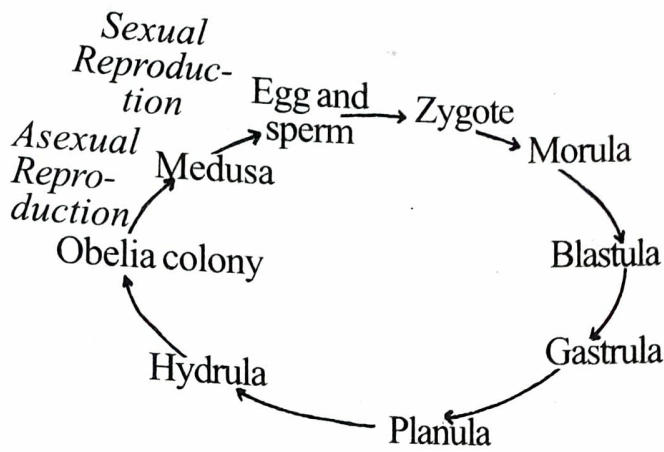 Sexual
Reproduc-
tion
Egg and
sperm
Zygote
Morula
Asexual
Repro-
duction
Medusa
Obelia colony
Blastula
Gastrula
Hydrula
Planula